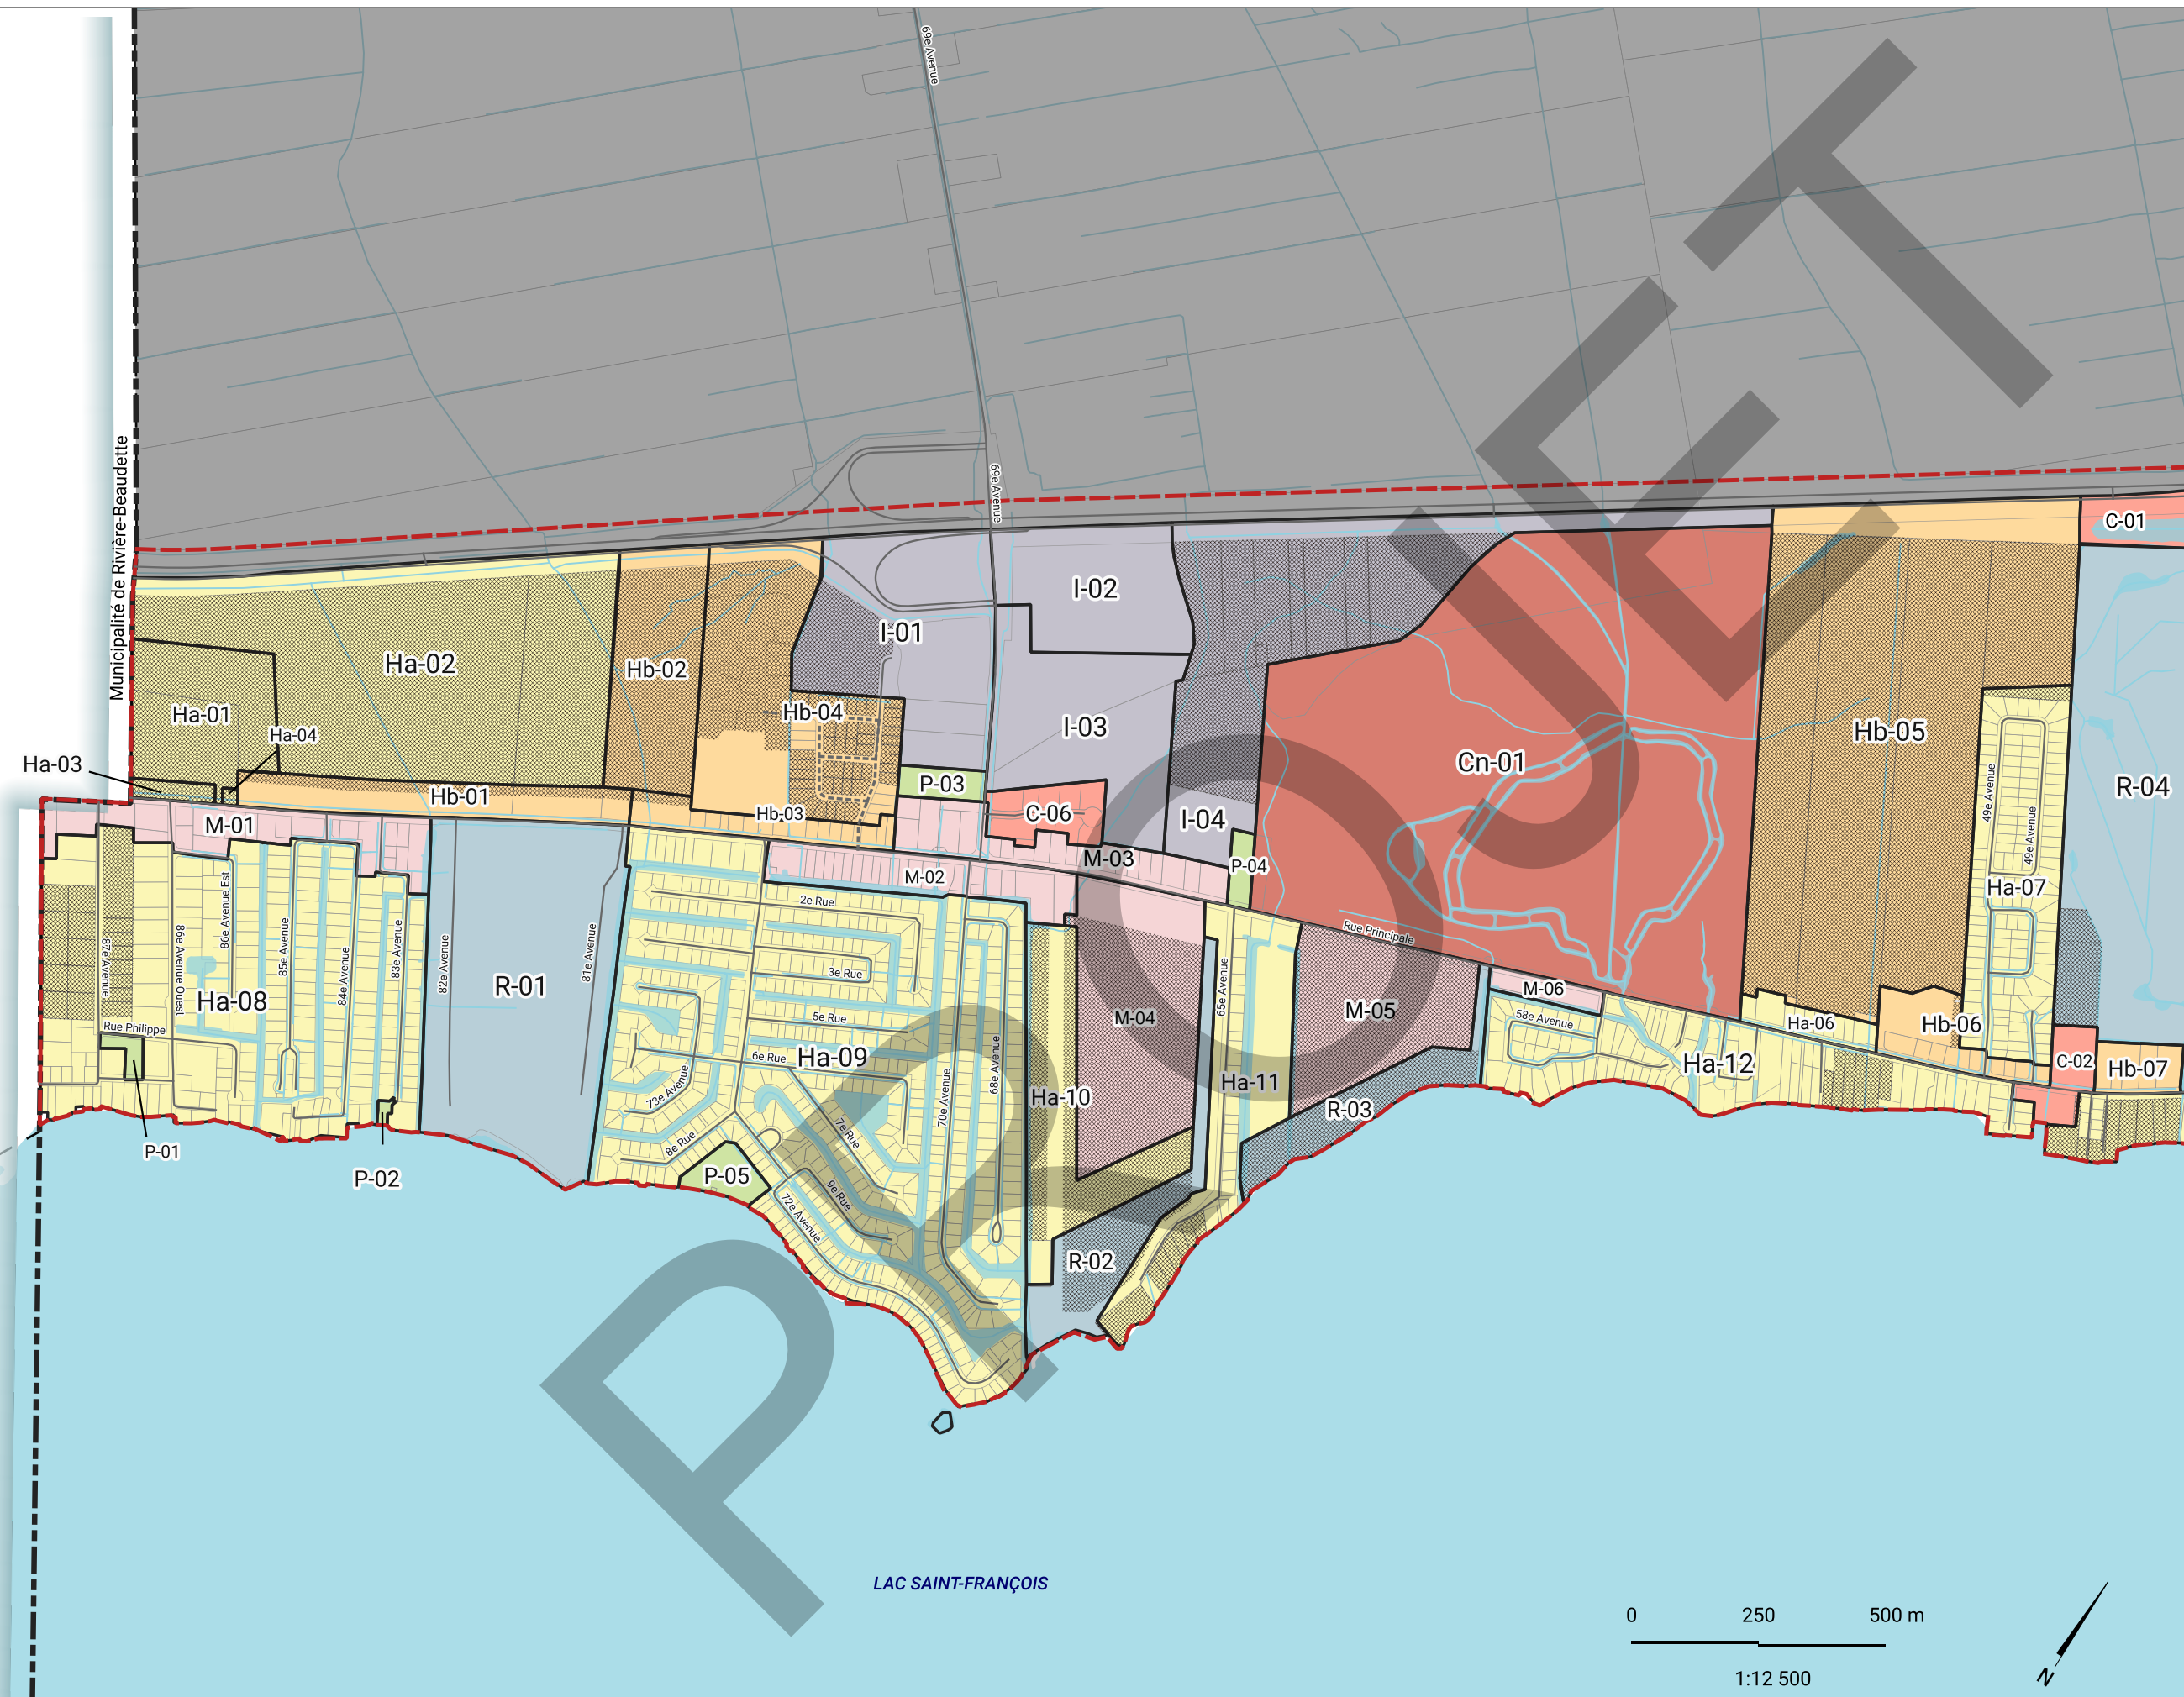 69e Avenue
Municipalité de Rivière-Beaudette
69e Avenue
C-01
I-02
I-01
Ha-02
Hb-02
Ha-01
Hb-04
Ha-04
I-03
Hb-05
Cn-01
Ha-03
P-03
R-04
Hb-01
49e Avenue
49e Avenue
Hb-03
C-06
I-04
M-01
M-03
P-04
M-02
Ha-07
2e Rue
86e Avenue Est
Rue Principale
85e Avenue
83e Avenue
84e Avenue
82e Avenue
81e Avenue
87e Avenue
86e Avenue Ouest
3e Rue
65e Avenue
R-01
M-06
Ha-08
M-04
M-05
5e Rue
58e Avenue
Ha-06
Hb-06
Rue Philippe
6e Rue
Ha-09
68e Avenue
Ha-12
C-02
Hb-07
73e Avenue
70e Avenue
Ha-10
Ha-11
R-03
7e Rue
8e Rue
P-01
P-02
P-05
9e Rue
72e Avenue
R-02
LAC SAINT-FRANÇOIS
0 250 500 m
1:12 500
N
PROJET